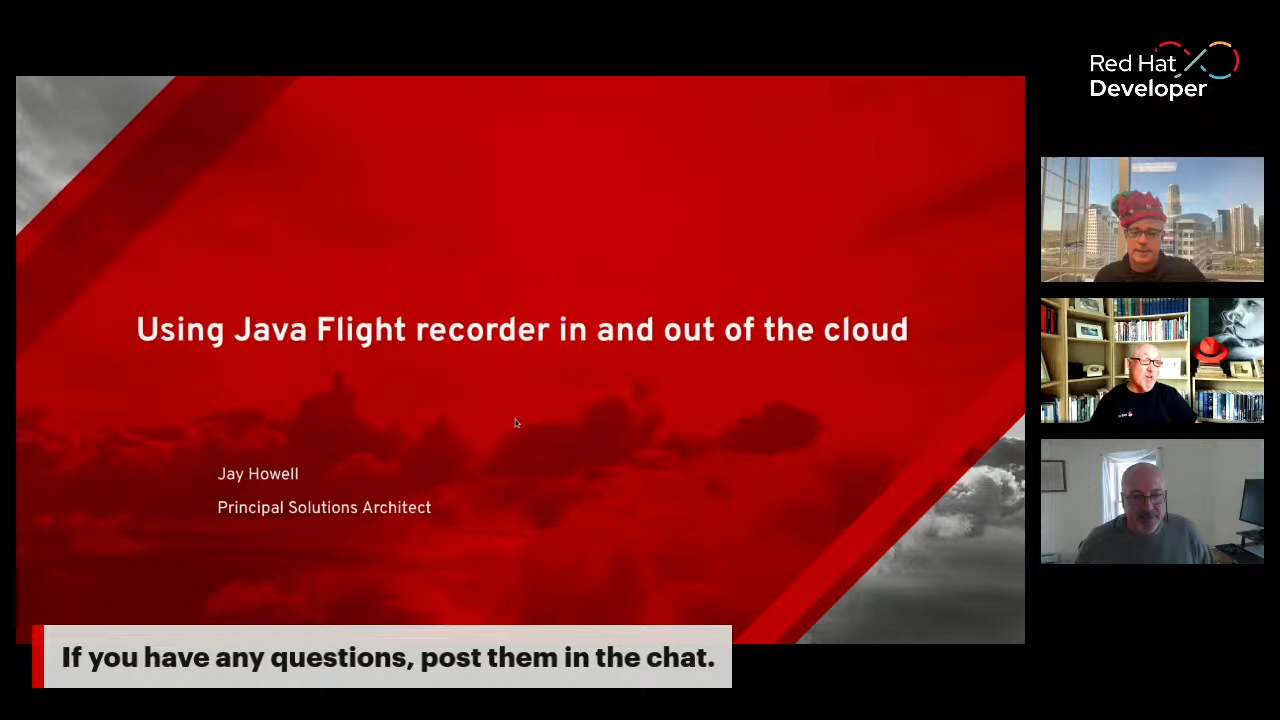 Red Hat
Developer
Using Java Flight recorder in and out of the cloud
Jay Howell
Principal Solutions Architect
If you have any questions, post them in the chat.